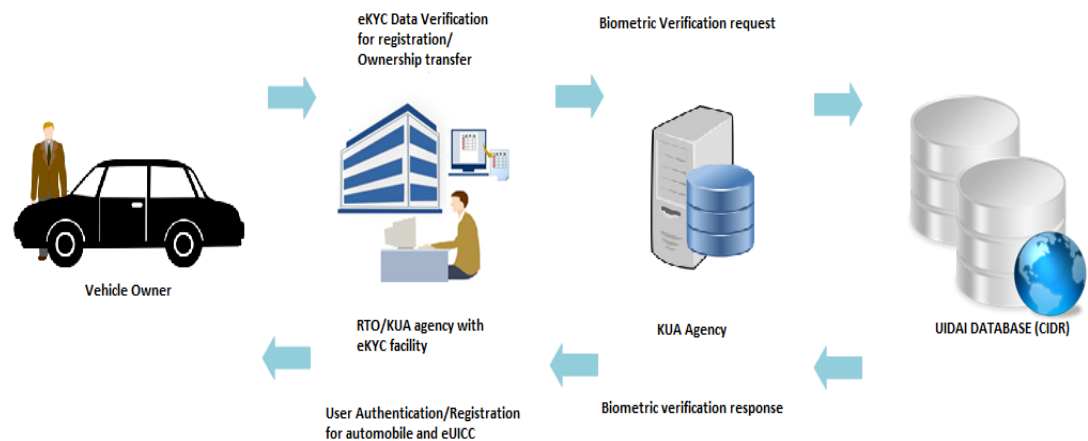 eKYC Data Verification
for registration/
Ownership transfer
Biometric Verification request
Vehicle Owner
RTO/KUA agency with
eKYC facility
KUA Agency
UIDAI DATABASE (CIDR)
User Authentication/Registration
for automobile and eUICC
Biometric verification response